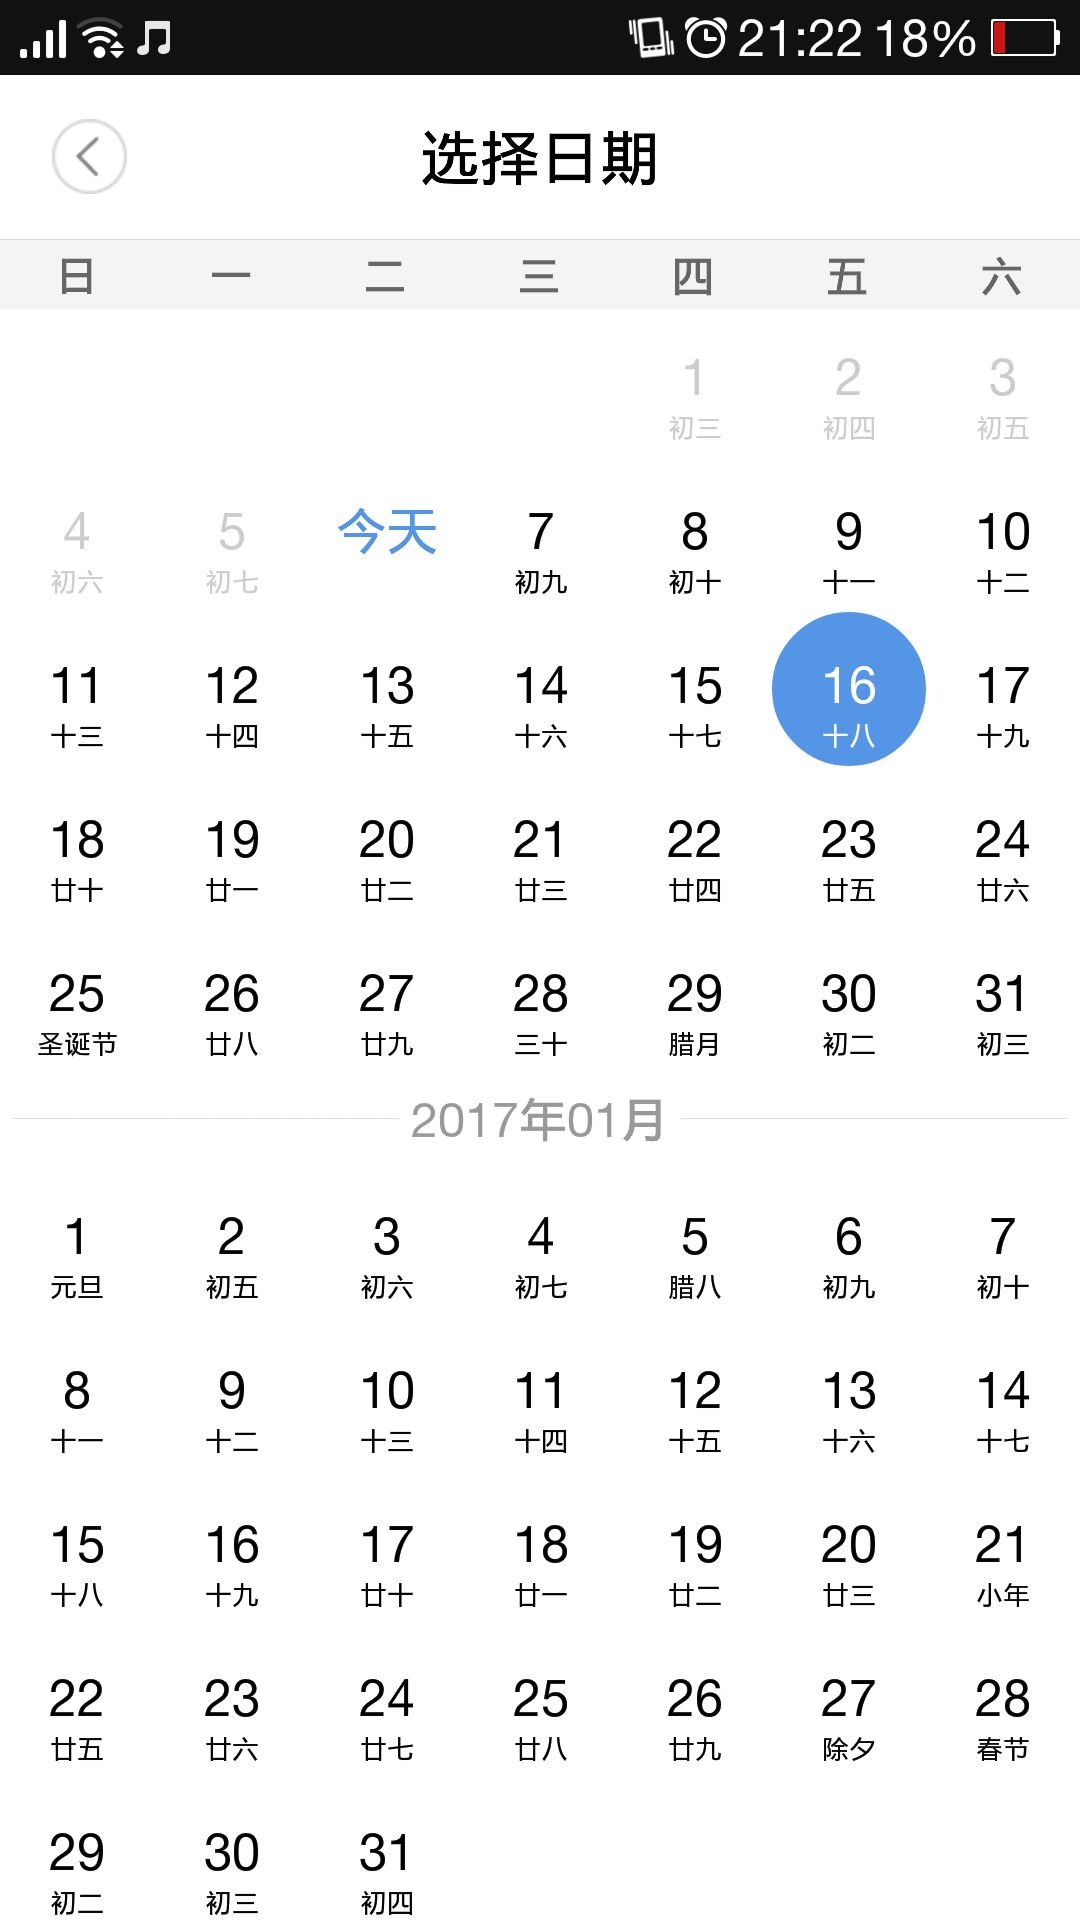 21:22 18%
选择日期
日 一 二 三 四 五 六
1 2 3
初三 初四 初五
4 5 今天 7 8 9 10
初六 初七 初九 初十 十一 十二
11 12 13 14 15 16 17
十三 十四 十五 十六 十七 十八 十九
18 19 20 21 22 23 24
廿十 廿一 廿二 廿三 廿四 廿五 廿六
25 26 27 28 29 30 31
圣诞节 廿八 廿九 三十 腊月 初二 初三
2017年01月
1 2 3 4 5 6 7
元旦 初五 初六 初七 腊八 初九 初十
8 9 10 11 12 13 14
十一 十二 十三 十四 十五 十六 十七
15 16 17 18 19 20 21
十八 十九 廿十 廿一 廿二 廿三 小年
22 23 24 25 26 27 28
廿五 廿六 廿七 廿八 廿九 除夕 春节
29 30 31
初二 初三 初四